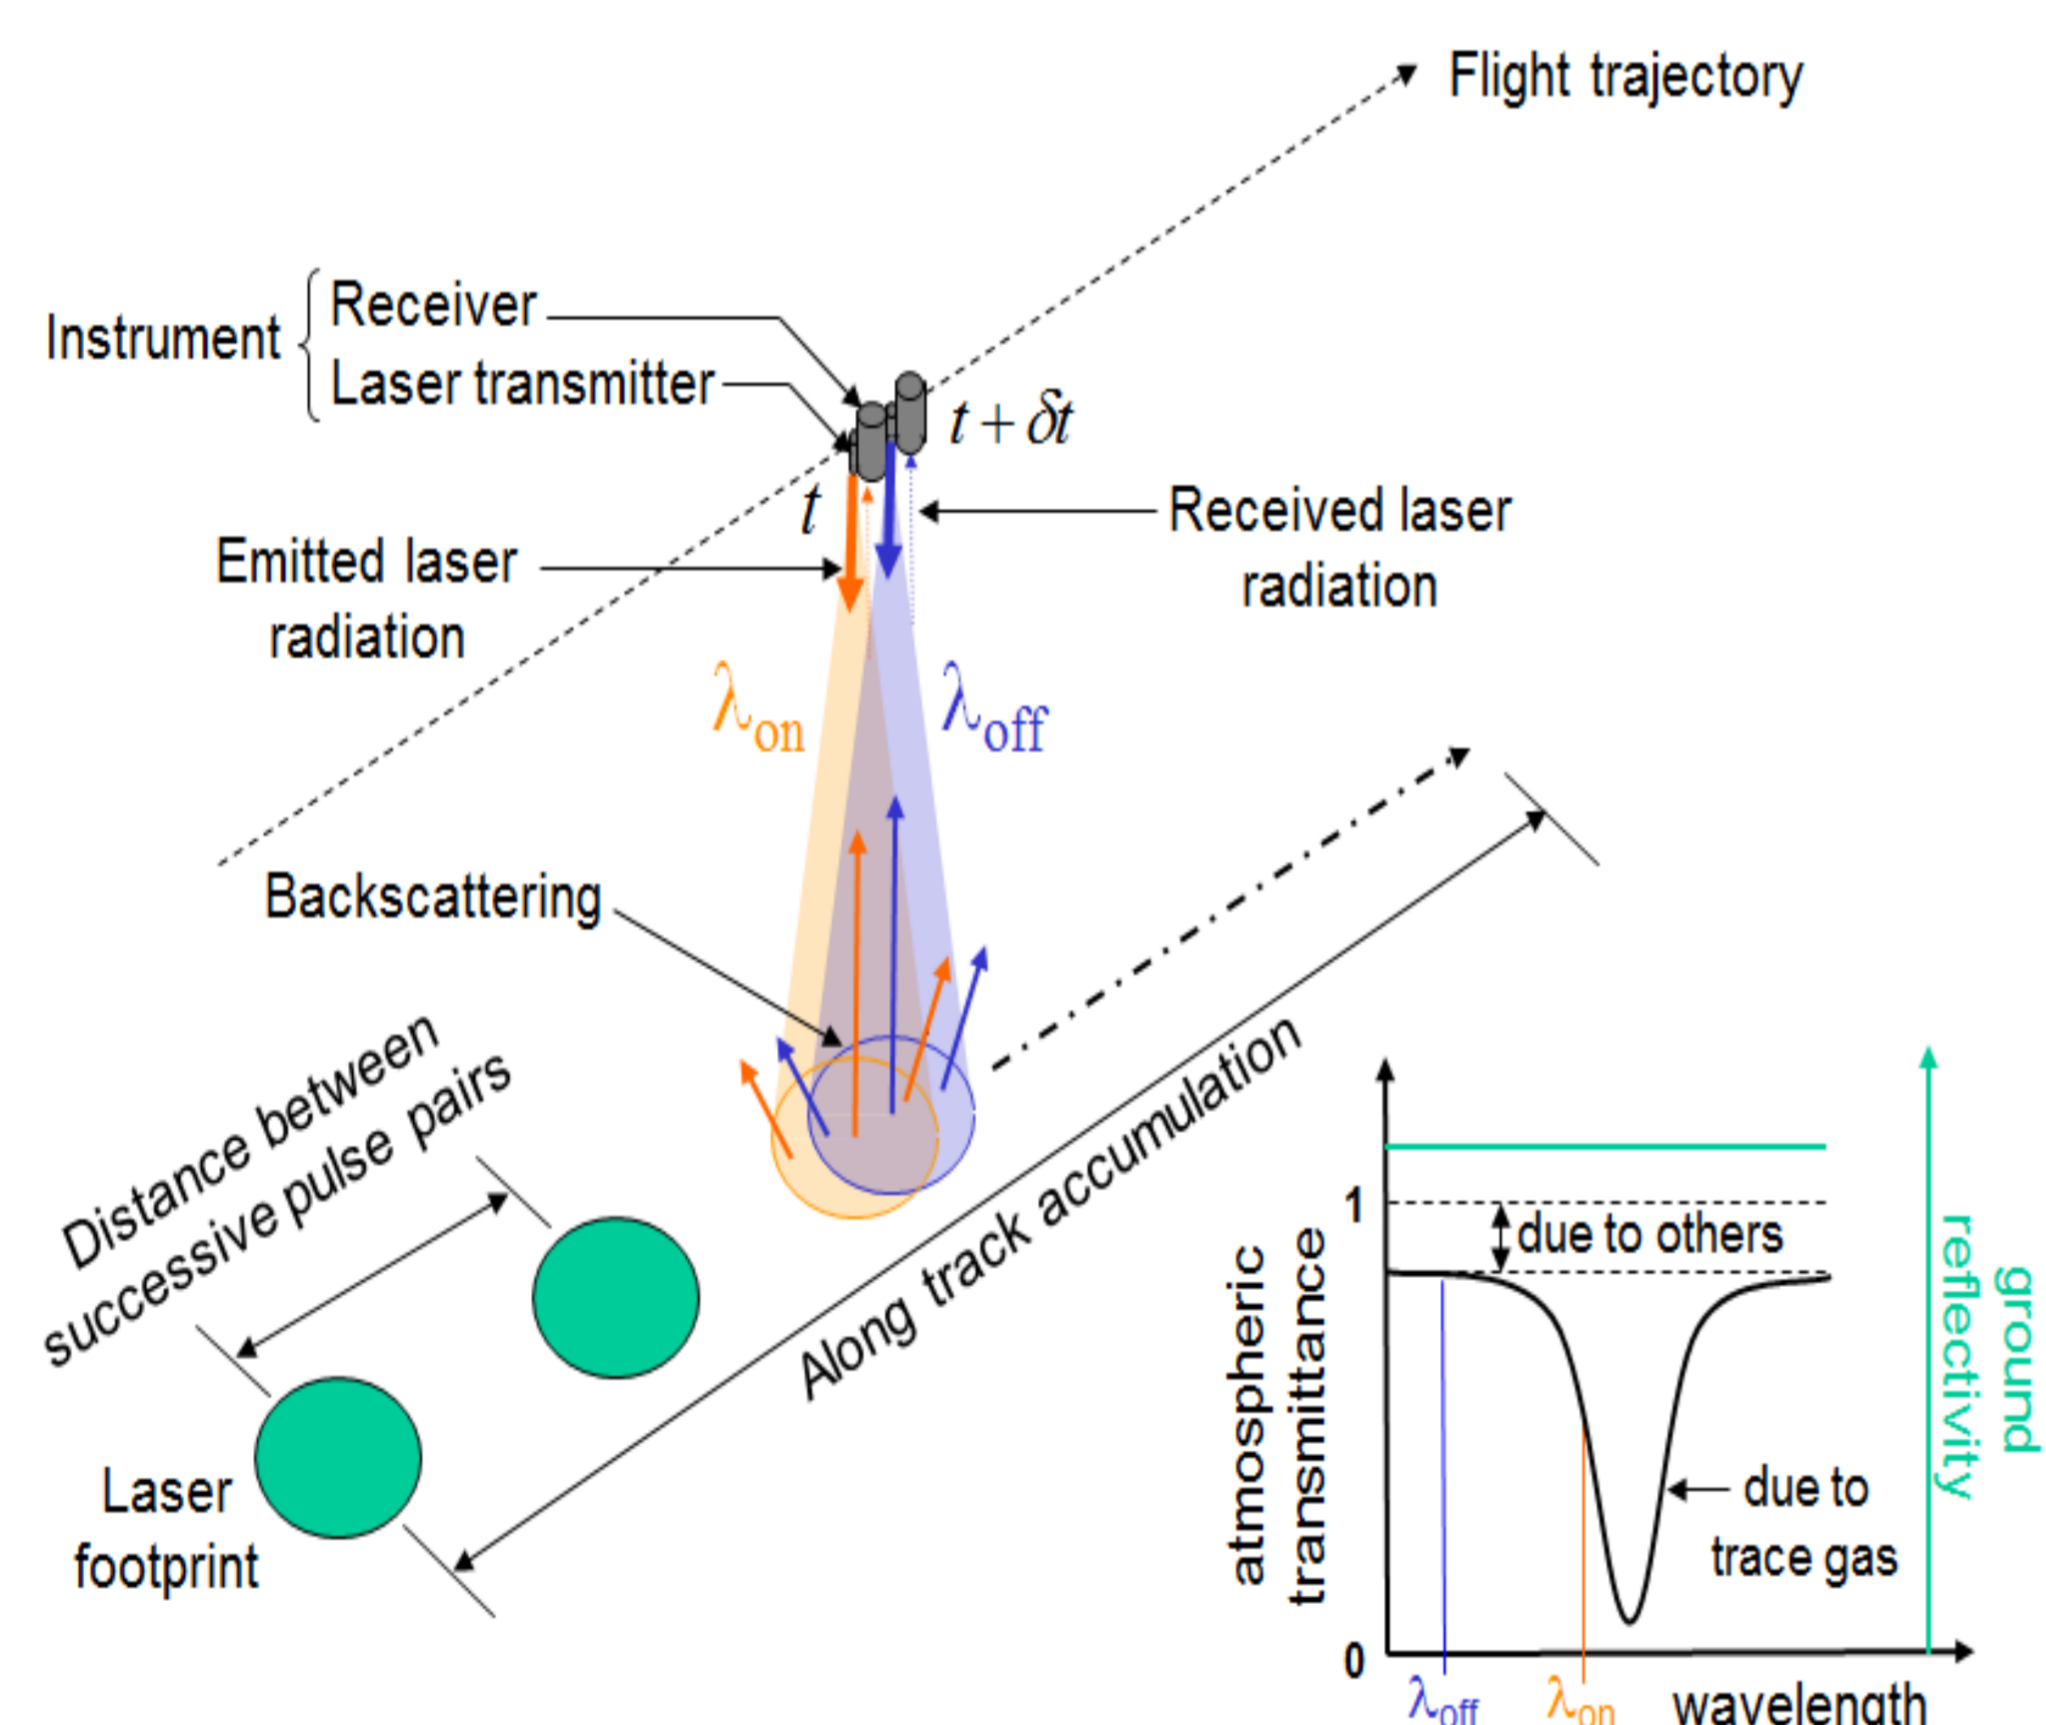 Flight trajectory
Instrument
Receiver
Laser transmitter
t + δt
t
Received laser
radiation
Emitted laser
radiation
λon
λoff
Backscattering
Distance between
successive pulse pairs
Along track accumulation
Laser
footprint
1
due to others
atmospheric
transmittance
ground
reflectivity
due to
trace gas
0
λoff
λon
wavelength